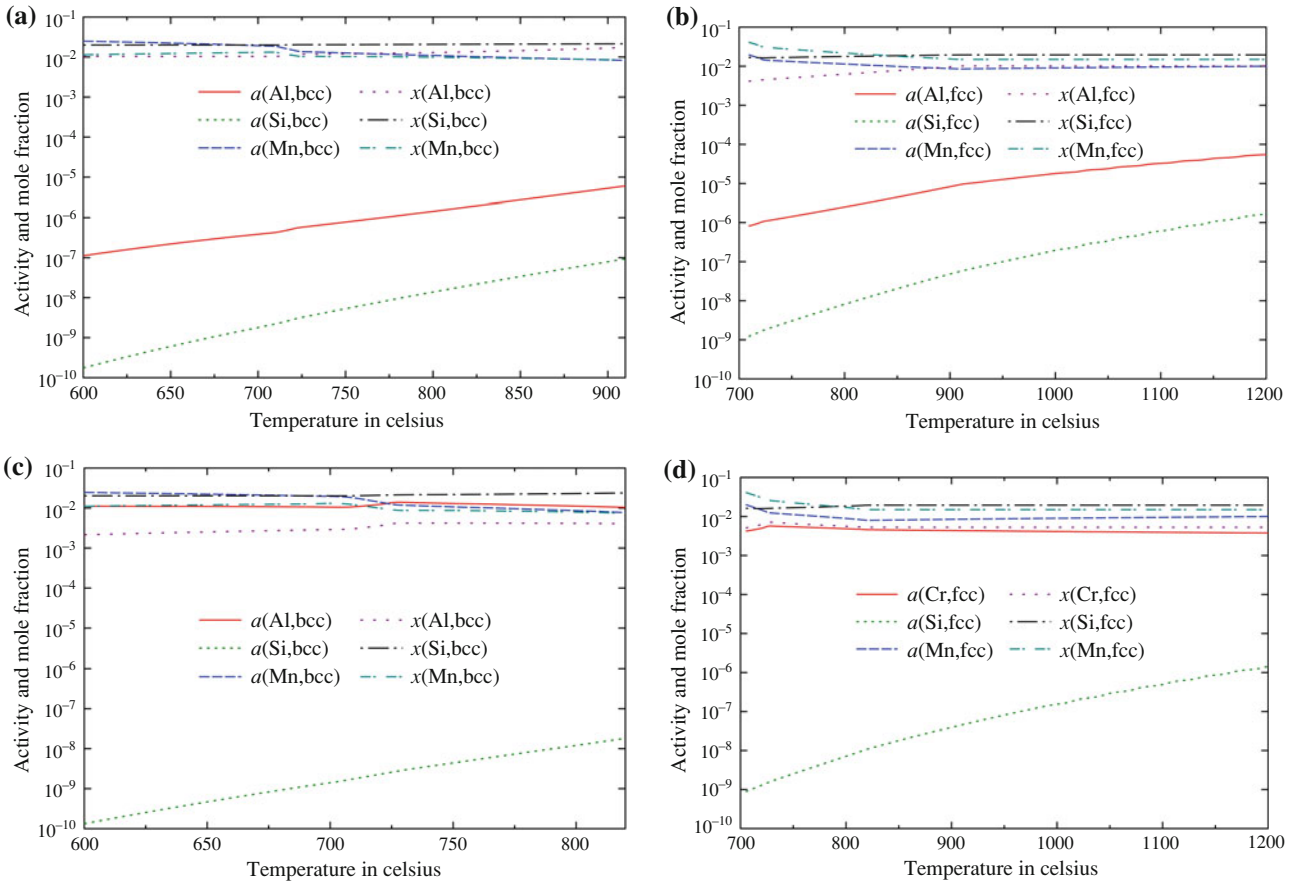 (a)
Activity and mole fraction
10⁻¹
10⁻²
10⁻³
10⁻⁴
10⁻⁵
10⁻⁶
10⁻⁷
10⁻⁸
10⁻⁹
10⁻¹⁰
a(Al,bcc) x(Al,bcc)
a(Si,bcc) x(Si,bcc)
a(Mn,bcc) x(Mn,bcc)
600 650 700 750 800 850 900
Temperature in celsius
(b)
Activity and mole fraction
10⁻¹
10⁻²
10⁻³
10⁻⁴
10⁻⁵
10⁻⁶
10⁻⁷
10⁻⁸
10⁻⁹
10⁻¹⁰
a(Al,fcc) x(Al,fcc)
a(Si,fcc) x(Si,fcc)
a(Mn,fcc) x(Mn,fcc)
700 800 900 1000 1100 1200
Temperature in celsius
(c)
Activity and mole fraction
10⁻¹
10⁻²
10⁻³
10⁻⁴
10⁻⁵
10⁻⁶
10⁻⁷
10⁻⁸
10⁻⁹
10⁻¹⁰
a(Al,bcc) x(Al,bcc)
a(Si,bcc) x(Si,bcc)
a(Mn,bcc) x(Mn,bcc)
600 650 700 750 800
Temperature in celsius
(d)
Activity and mole fraction
10⁻¹
10⁻²
10⁻³
10⁻⁴
10⁻⁵
10⁻⁶
10⁻⁷
10⁻⁸
10⁻⁹
10⁻¹⁰
a(Cr,fcc) x(Cr,fcc)
a(Si,fcc) x(Si,fcc)
a(Mn,fcc) x(Mn,fcc)
700 800 900 1000 1100 1200
Temperature in celsius